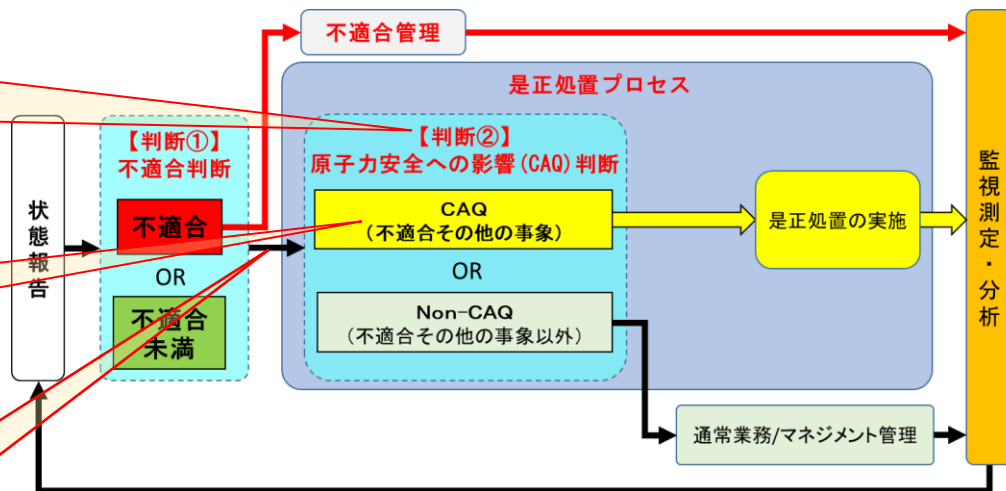 不適合管理
是正処置プロセス
状態報告
【判断①】
不適合判断
不適合
OR
不適合
未満
【判断②】
原子力安全への影響(CAQ)判断
CAQ
(不適合その他の事象)
OR
Non-CAQ
(不適合その他の事象以外)
是正処置の実施
通常業務/マネジメント管理
監視測定・分析